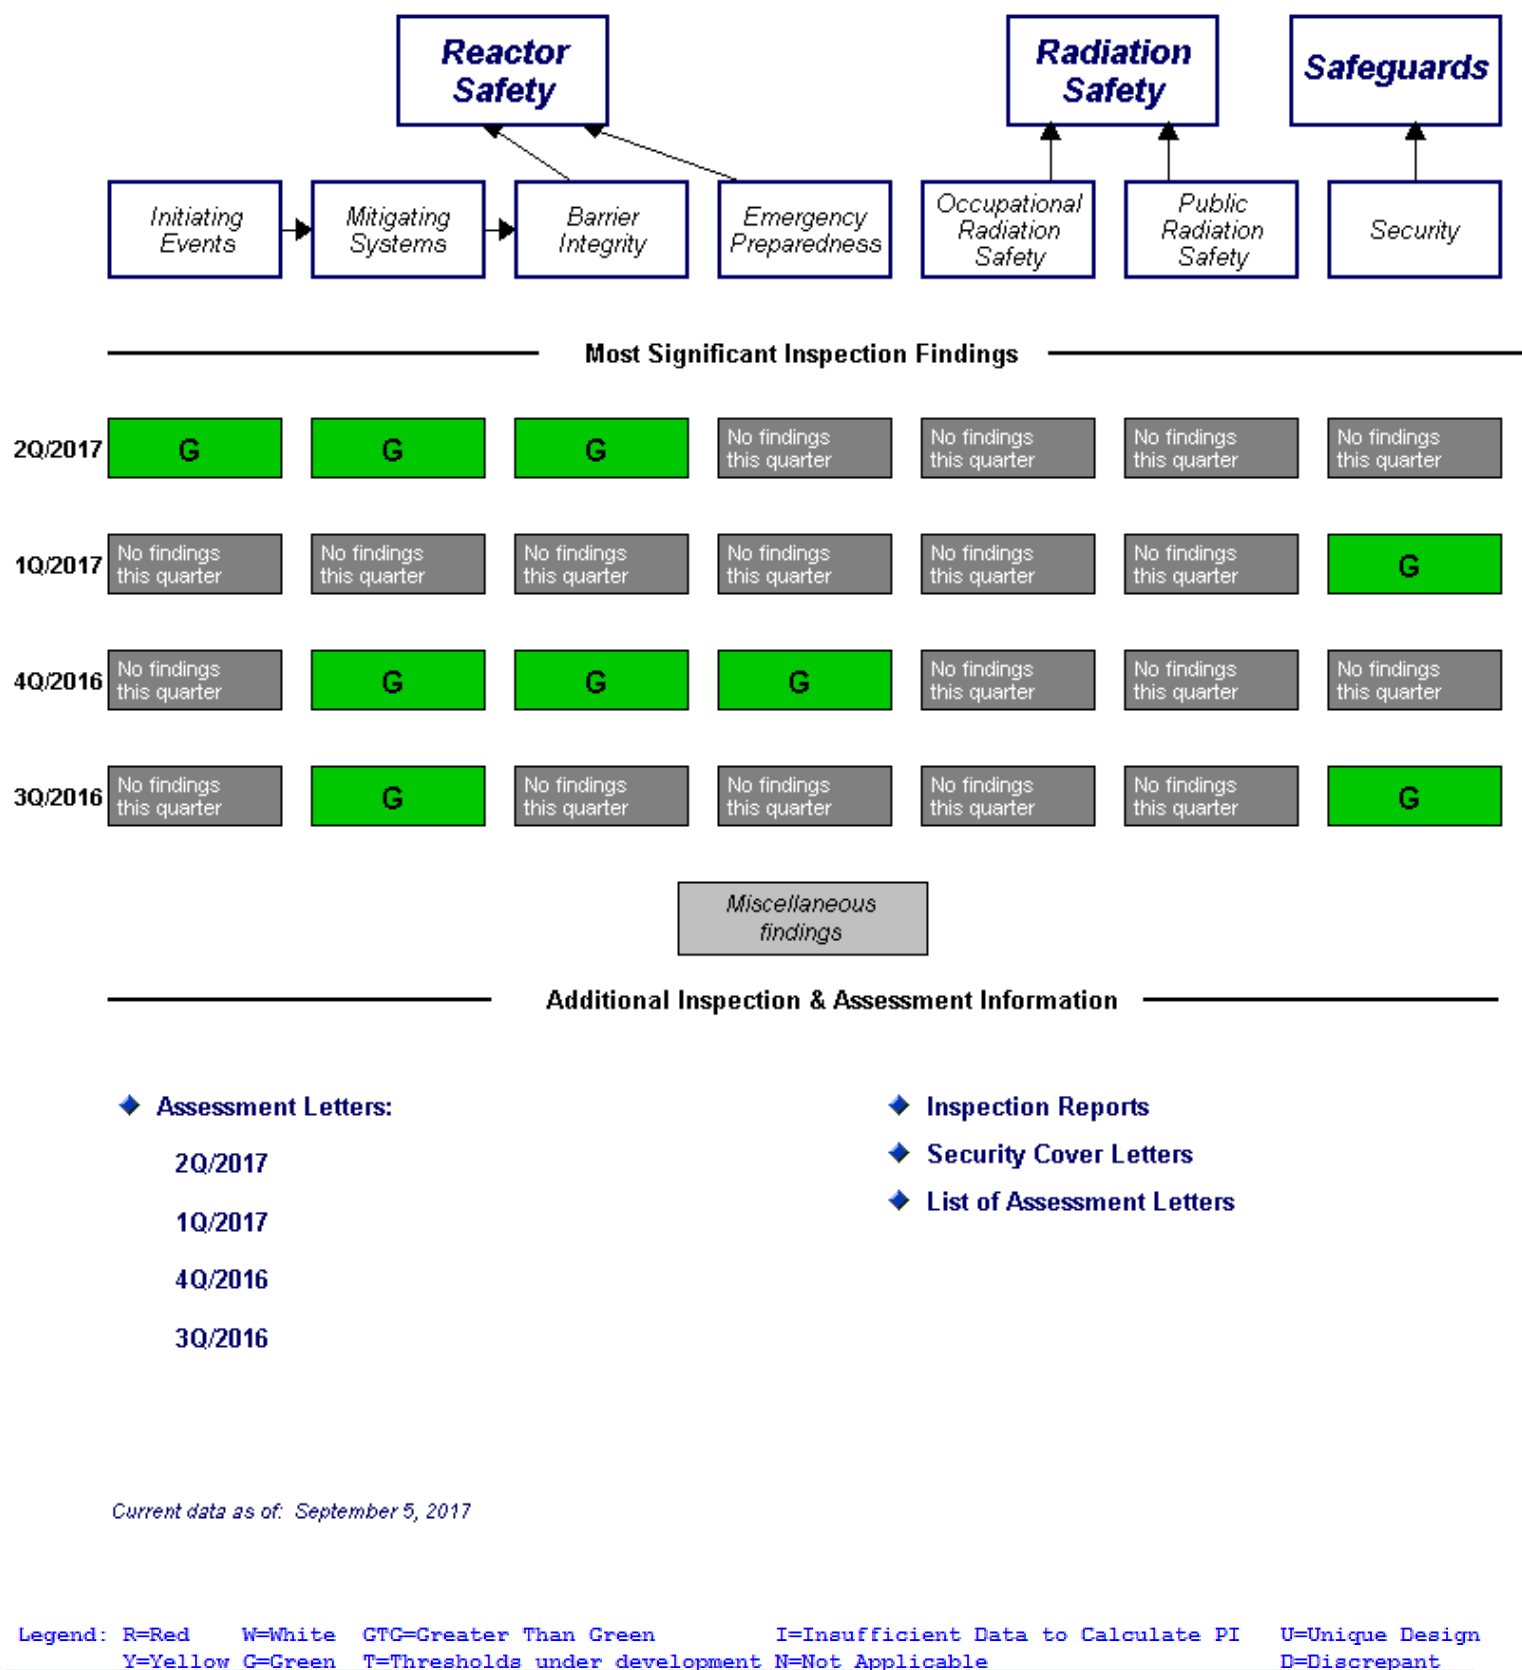 Reactor
Safety
Radiation
Safety
Safeguards
Initiating
Events
Mitigating
Systems
Barrier
Integrity
Emergency
Preparedness
Occupational
Radiation
Safety
Public
Radiation
Safety
Security
Most Significant Inspection Findings
2Q/2017
G
G
G
No findings
this quarter
No findings
this quarter
No findings
this quarter
No findings
this quarter
1Q/2017
No findings
this quarter
No findings
this quarter
No findings
this quarter
No findings
this quarter
No findings
this quarter
No findings
this quarter
G
4Q/2016
No findings
this quarter
G
G
G
No findings
this quarter
No findings
this quarter
No findings
this quarter
3Q/2016
No findings
this quarter
G
No findings
this quarter
No findings
this quarter
No findings
this quarter
No findings
this quarter
G
Miscellaneous
findings
Additional Inspection & Assessment Information
Assessment Letters:
2Q/2017
1Q/2017
4Q/2016
3Q/2016
Inspection Reports
Security Cover Letters
List of Assessment Letters
Current data as of: September 5, 2017
Legend: R=Red W=White GTG=Greater Than Green I=Insufficient Data to Calculate PI U=Unique Design
Y=Yellow G=Green T=Thresholds under development N=Not Applicable D=Discrepant